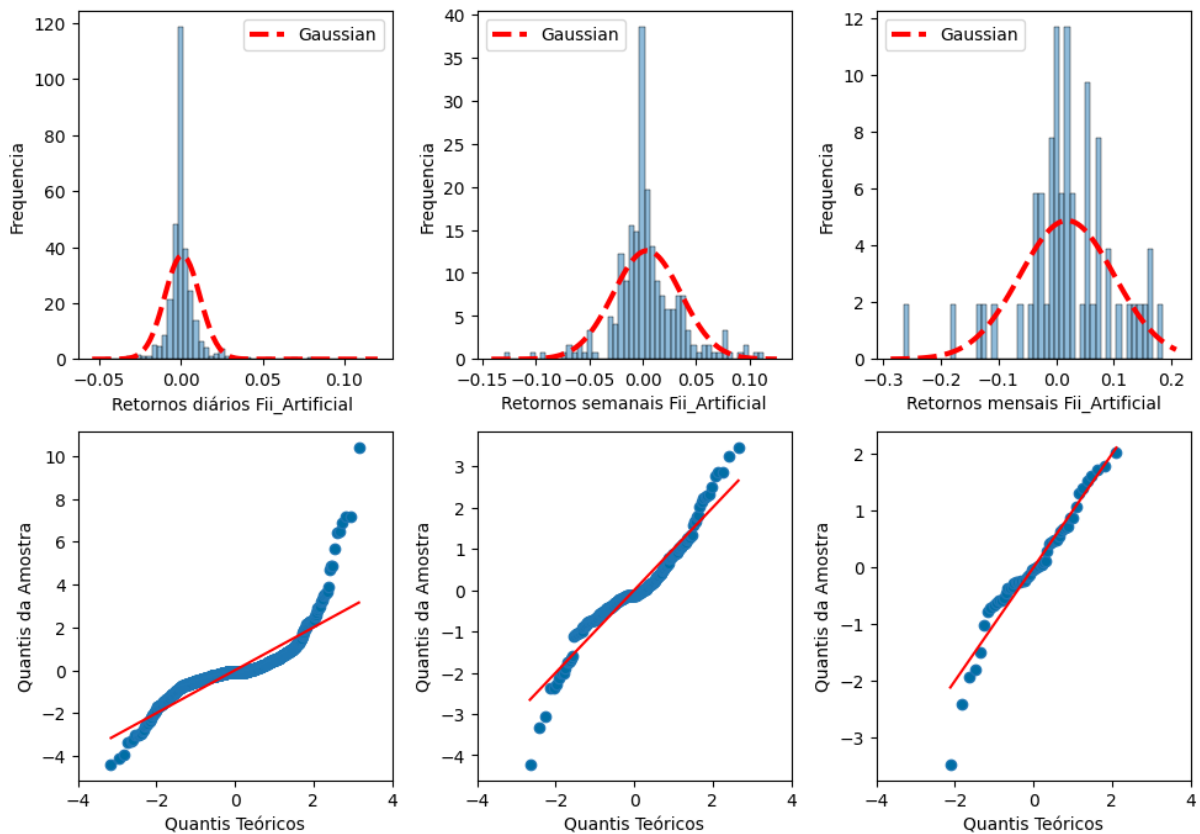 120
100
80
60
40
20
0
Frequencia
Gaussian
−0.05 0.00 0.05 0.10
Retornos diários Fii_Artificial
40
35
30
25
20
15
10
5
0
Frequencia
Gaussian
−0.15 −0.10 −0.05 0.00 0.05 0.10
Retornos semanais Fii_Artificial
12
10
8
6
4
2
0
Frequencia
Gaussian
−0.3 −0.2 −0.1 0.0 0.1 0.2
Retornos mensais Fii_Artificial
10
8
6
4
2
0
−2
−4
Quantis da Amostra
−4 −2 0 2 4
Quantis Teóricos
3
2
1
0
−1
−2
−3
−4
Quantis da Amostra
−4 −2 0 2 4
Quantis Teóricos
2
1
0
−1
−2
−3
Quantis da Amostra
−4 −2 0 2 4
Quantis Teóricos